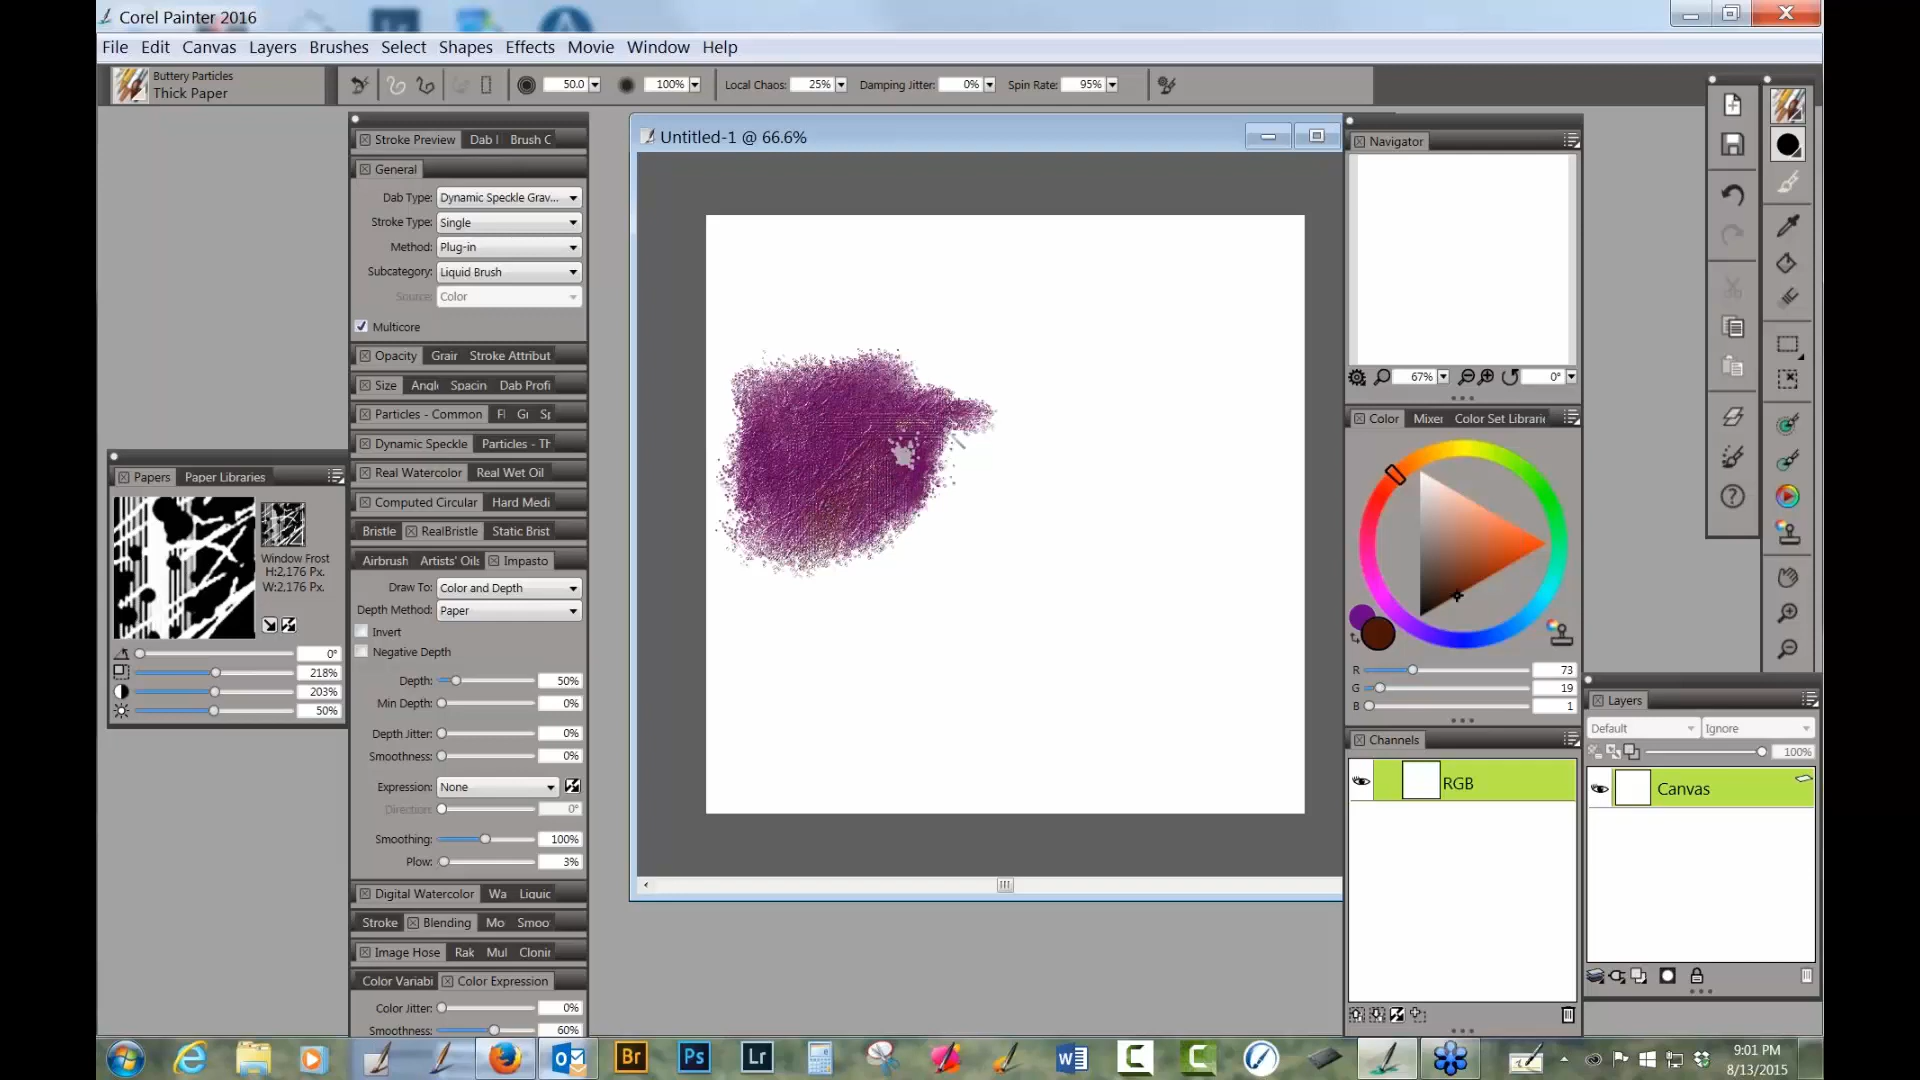 Corel Painter 2016
File Edit Canvas Layers Brushes Select Shapes Effects Movie Window Help
Buttery Particles
Thick Paper
50.0 100% Local Chaos: 25% Damping Jitter: 0% Spin Rate: 95%
Stroke Preview Dab Brush C
General
Dab Type: Dynamic Speckle Grav...
Stroke Type: Single
Method: Plug-in
Subcategory: Liquid Brush
Source: Color
Multicore
Opacity Grair Stroke Attribut
Size Angle Spacin Dab Profi
Particles - Common Fl Gr Sp
Dynamic Speckle Particles - Th
Real Watercolor Real Wet Oil
Computed Circular Hard Medi
Bristle RealBristle Static Brist
Airbrush Artists' Oils Impasto
Draw To: Color and Depth
Depth Method: Paper
Invert
Negative Depth
Depth: 50%
Min Depth: 0%
Depth Jitter: 0%
Smoothness: 0%
Expression: None
Direction: 0°
Smoothing: 100%
Plow: 3%
Digital Watercolor Wa Liquic
Stroke Blending Mo Smoo
Image Hose Rak Mul Clonir
Color Variabi Color Expression
Color Jitter: 0%
Smoothness: 60%
Papers Paper Libraries
Window Frost
H:2,176 Px.
W:2,176 Px.
0°
218%
203%
50%
Untitled-1 @ 66.6%
Navigator
67% 0°
Color Mixer Color Set Librari
R 73
G 19
B 1
Channels
RGB
Layers
Default Ignore
100%
Canvas
Br Ps Lr
9:01 PM
8/13/2015